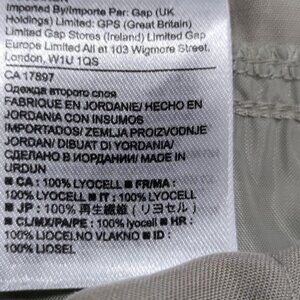 Imported By/Importe Par: Gap (UK
Holdings) Limited: GPS (Great Britain)
Limited Gap Stores (Ireland) Limited Gap
Europe Limited All at 103 Wigmore Street.
London, W1U 1QS
CA 17897
Одежда второго слоя
FABRIQUE EN JORDANIE/ HECHO EN
JORDANIA CON INSUMOS
IMPORTADOS/ ZEMLJA PROIZVODNJE
JORDAN/ DIBUAT DI YORDANIA/
СДЕЛАНО В ИОРДАНИИ/ MADE IN
URDUN
■ CA : 100% LYOCELL ■ FR/MA :
100% LYOCELL ■ IT : 100% LYOCELL
■ JP : 100% 再生繊維 (リヨセル)
■ CL/MX/PA/PE : 100% lyocell ■ HR :
100% LIOCELNO VLAKNO ■ ID :
100% LIOSEL